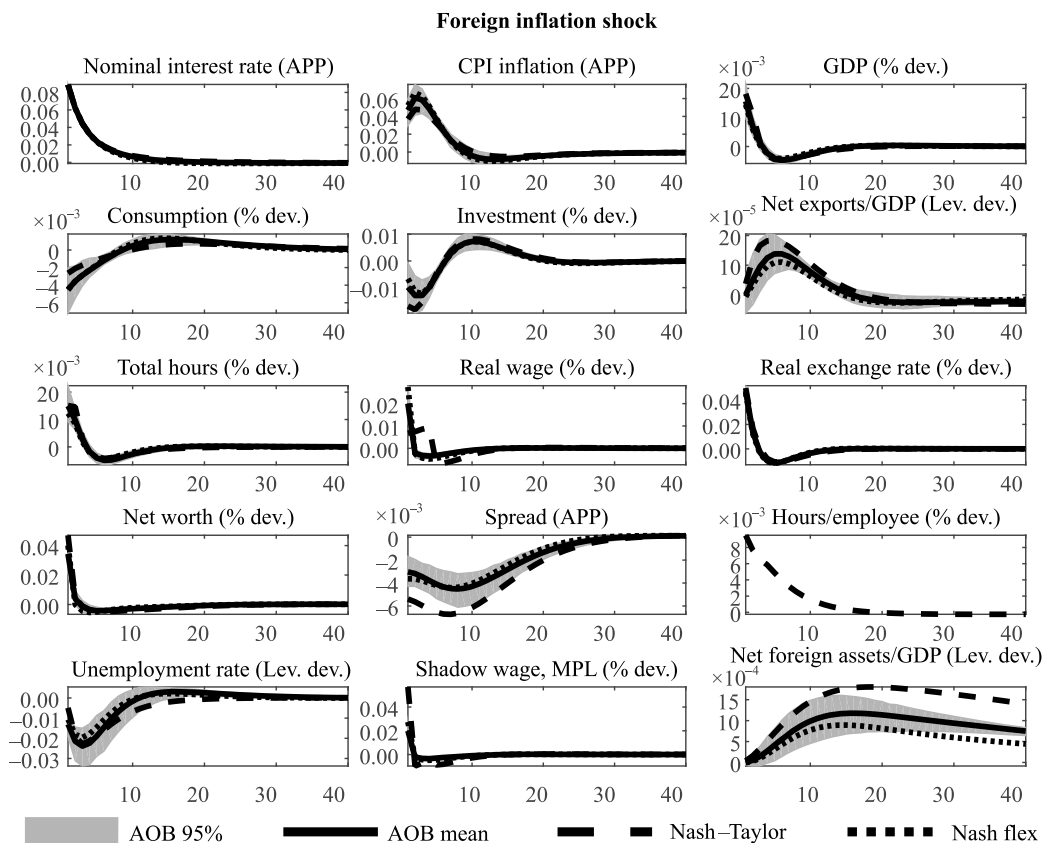 Foreign inflation shock
Nominal interest rate (APP)
CPI inflation (APP)
GDP (% dev.)
×10⁻³
0.08
0.06
0.04
0.02
0.00
0.06
0.04
0.02
0.00
20
10
0
10 20 30 40
10 20 30 40
10 20 30 40
Consumption (% dev.)
Investment (% dev.)
Net exports/GDP (Lev. dev.)
×10⁻³
×10⁻⁵
0
−2
−4
−6
0.01
0.00
−0.01
20
10
0
10 20 30 40
10 20 30 40
10 20 30 40
Total hours (% dev.)
Real wage (% dev.)
Real exchange rate (% dev.)
×10⁻³
20
10
0
0.02
0.01
0.00
0.04
0.02
0.00
10 20 30 40
10 20 30 40
10 20 30 40
Net worth (% dev.)
Spread (APP)
Hours/employee (% dev.)
×10⁻³
×10⁻³
0.04
0.02
0.00
0
−2
−4
−6
8
6
4
2
0
10 20 30 40
10 20 30 40
10 20 30 40
Unemployment rate (Lev. dev.)
Shadow wage, MPL (% dev.)
Net foreign assets/GDP (Lev. dev.)
×10⁻⁴
0.00
−0.01
−0.02
−0.03
0.04
0.02
0.00
15
10
5
0
10 20 30 40
10 20 30 40
10 20 30 40
AOB 95%
AOB mean
Nash–Taylor
Nash flex